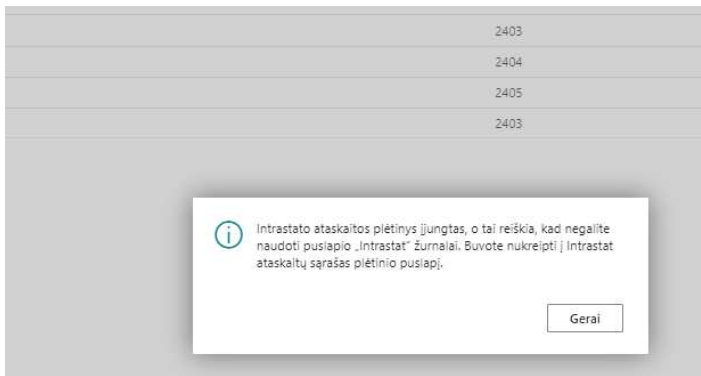 2403
2404
2405
2403
Intrastato ataskaitos plėtinys įjungtas, o tai reiškia, kad negalite
naudoti puslapio „Intrastat“ žurnalai. Buvote nukreipti į Intrastat
ataskaitų sąrašas plėtinio puslapį.
Gerai